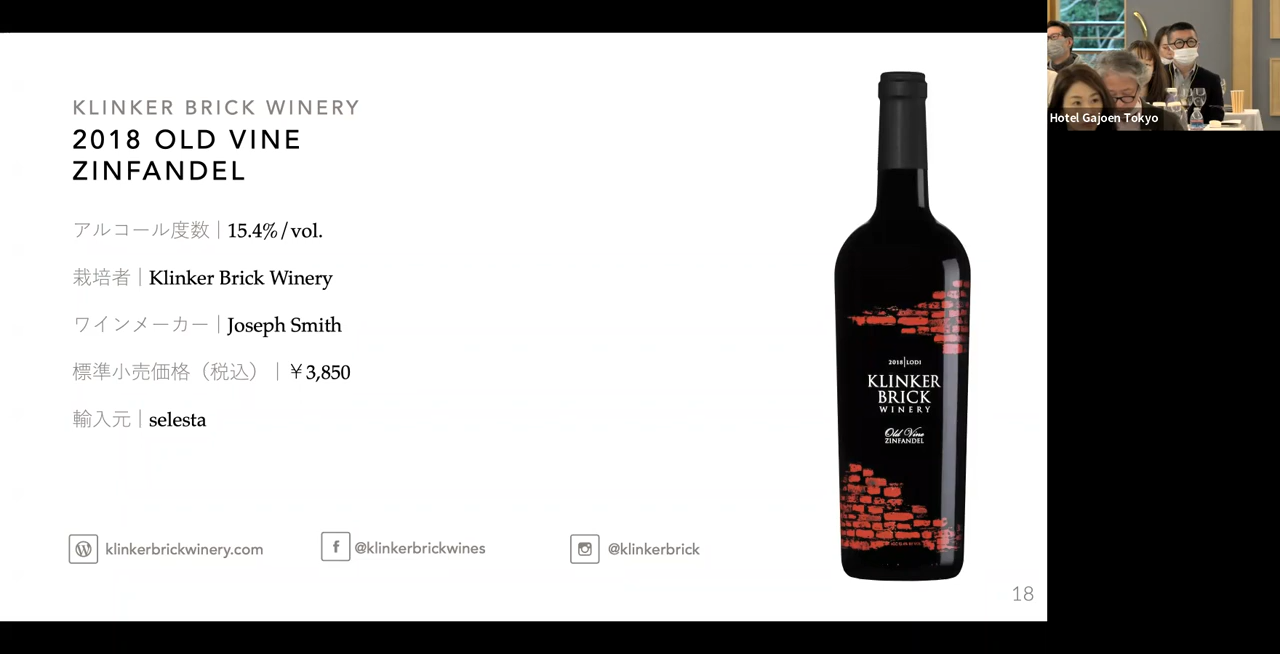 KLINKER BRICK WINERY
2018 OLD VINE
ZINFANDEL
アルコール度数 | 15.4% / vol.
栽培者 | Klinker Brick Winery
ワインメーカー | Joseph Smith
標準小売価格（税込） | ￥3,850
輸入元 | selesta
klinkerbrickwinery.com
@klinkerbrickwines
@klinkerbrick
18
2018 | LODI
KLINKER
BRICK
WINERY
Old Vine
ZINFANDEL
Hotel Gajoen Tokyo